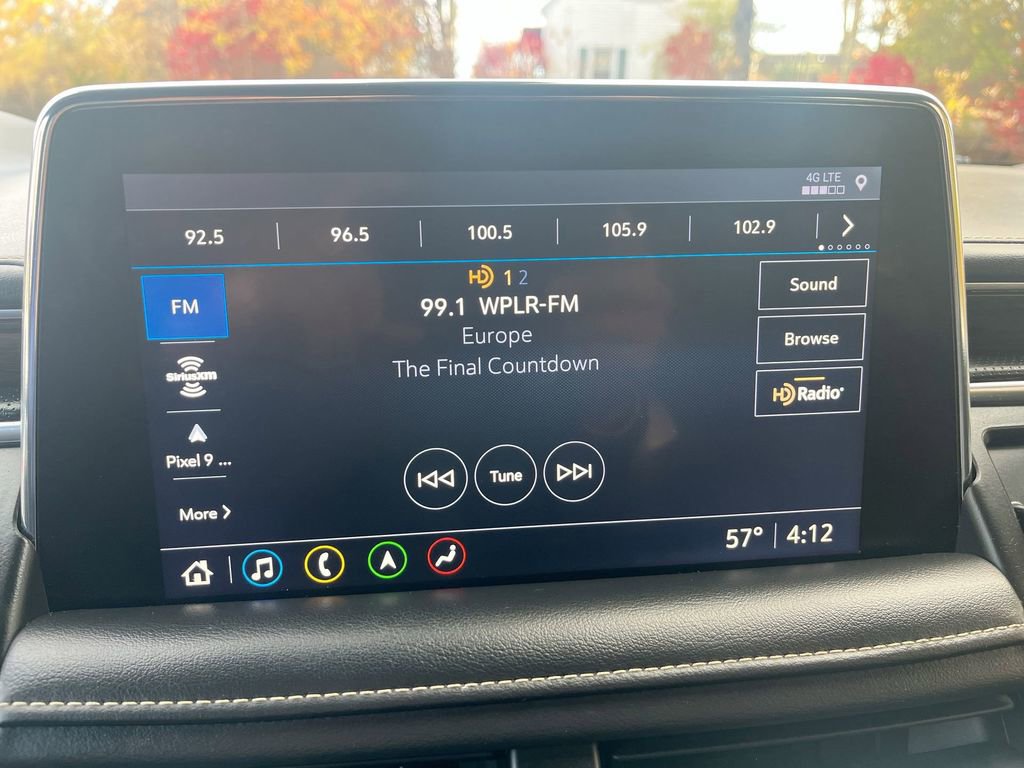 4G LTE
92.5 96.5 100.5 105.9 102.9
HD 1 2
FM
99.1 WPLR-FM
Sound
Europe
Browse
The Final Countdown
SiriusXM
HD Radio
Pixel 9 ...
Tune
More
57° 4:12